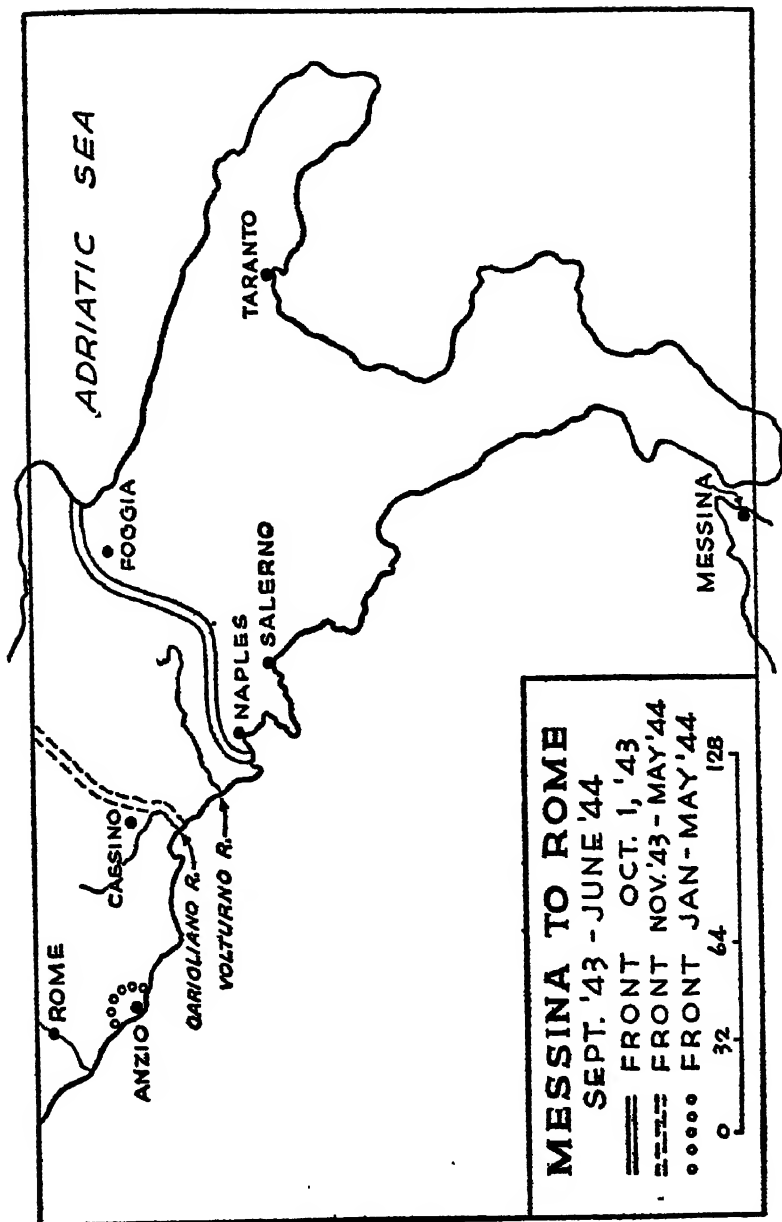 ADRIATIC SEA
ROME
ANZIO
CASSINO
GARIGLIANO R.
VOLTURNO R.
FOGGIA
NAPLES
SALERNO
TARANTO
MESSINA
MESSINA TO ROME
SEPT. '43 - JUNE '44
FRONT OCT. 1, '43
FRONT NOV. '43 - MAY '44
FRONT JAN - MAY '44
0 32 64 128